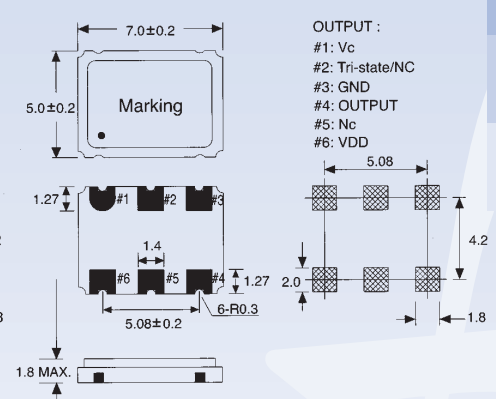 7.0±0.2
OUTPUT :
#1: Vc
#2: Tri-state/NC
#3: GND
#4: OUTPUT
#5: Nc
#6: VDD
5.0±0.2
Marking
5.08
1.27
#1
#2
#3
4.2
1.4
#6
#5
#4
1.27
2.0
6-R0.3
5.08±0.2
1.8
1.8 MAX.